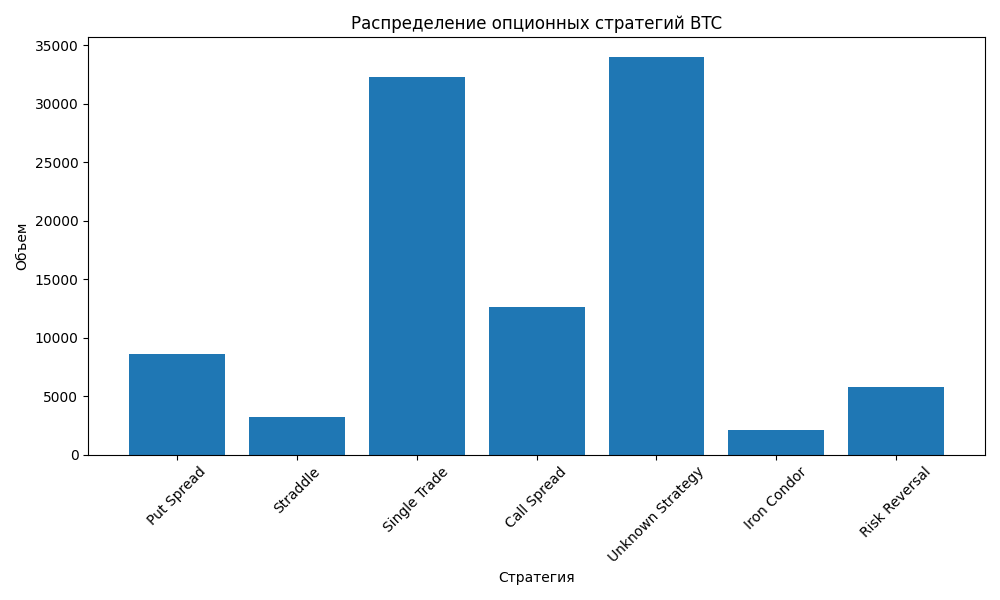 Распределение опционных стратегий BTC
Объем
35000
30000
25000
20000
15000
10000
5000
0
Put Spread
Straddle
Single Trade
Call Spread
Unknown Strategy
Iron Condor
Risk Reversal
Стратегия